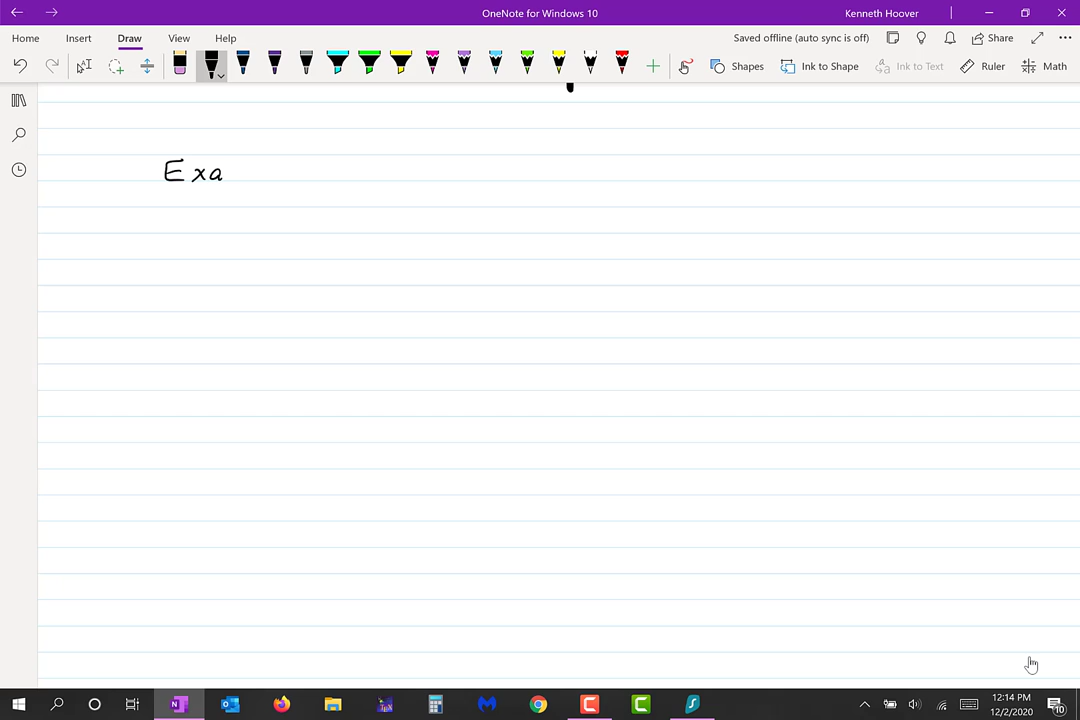 OneNote for Windows 10
Kenneth Hoover
Home Insert Draw View Help
Saved offline (auto sync is off)
Share
Shapes
Ink to Shape
Ink to Text
Ruler
Math
Exa
12:14 PM
12/2/2020
10